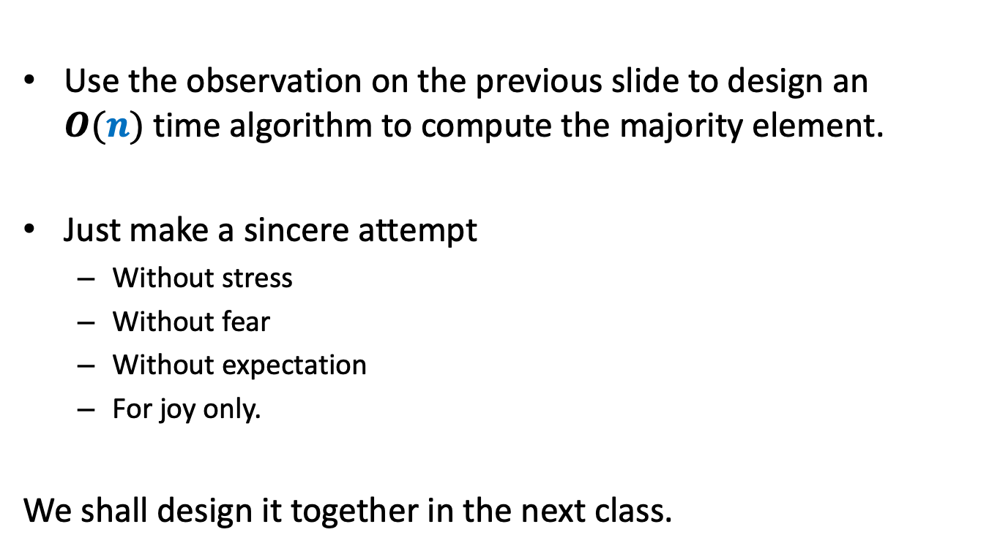 • Use the observation on the previous slide to design an
O(n) time algorithm to compute the majority element.
• Just make a sincere attempt
– Without stress
– Without fear
– Without expectation
– For joy only.
We shall design it together in the next class.